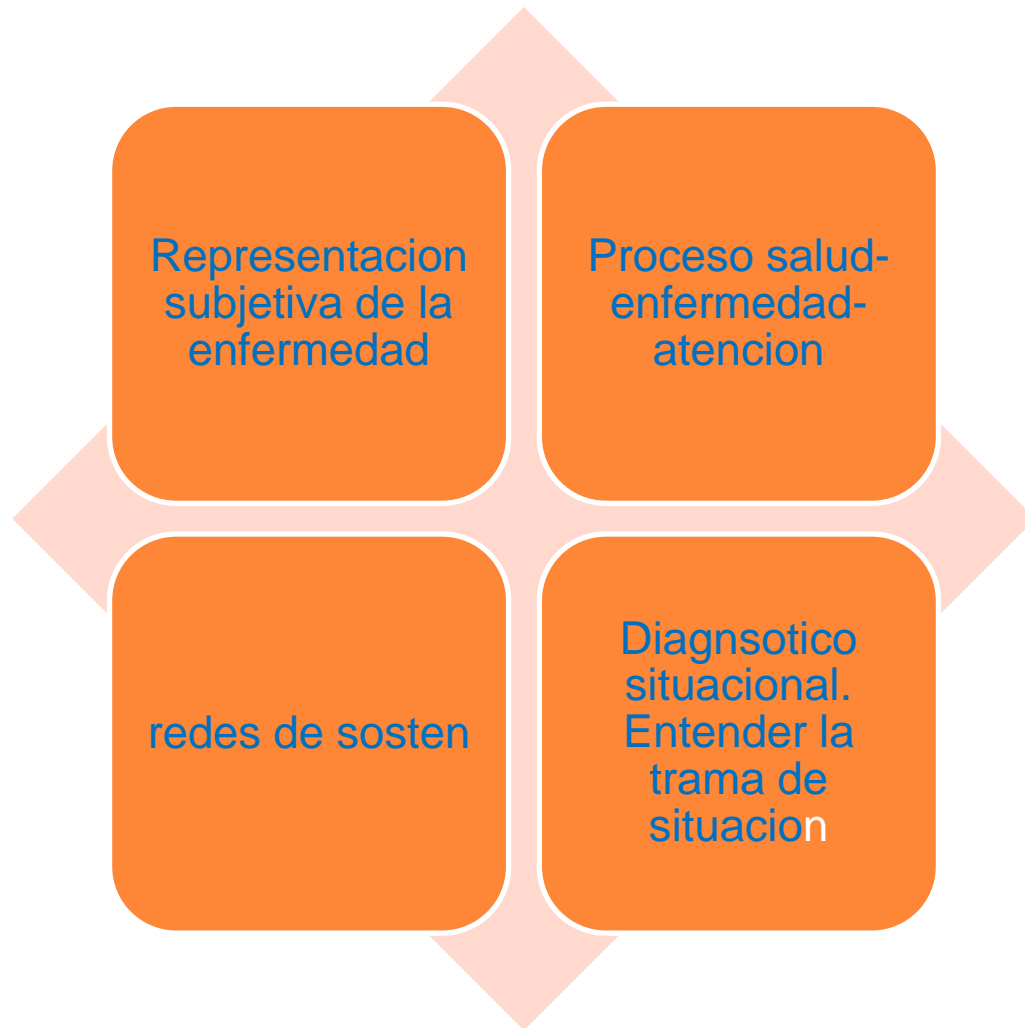 Representacion
subjetiva de la
enfermedad
Proceso salud-
enfermedad-
atencion
redes de sosten
Diagnsotico
situacional.
Entender la
trama de
situacion